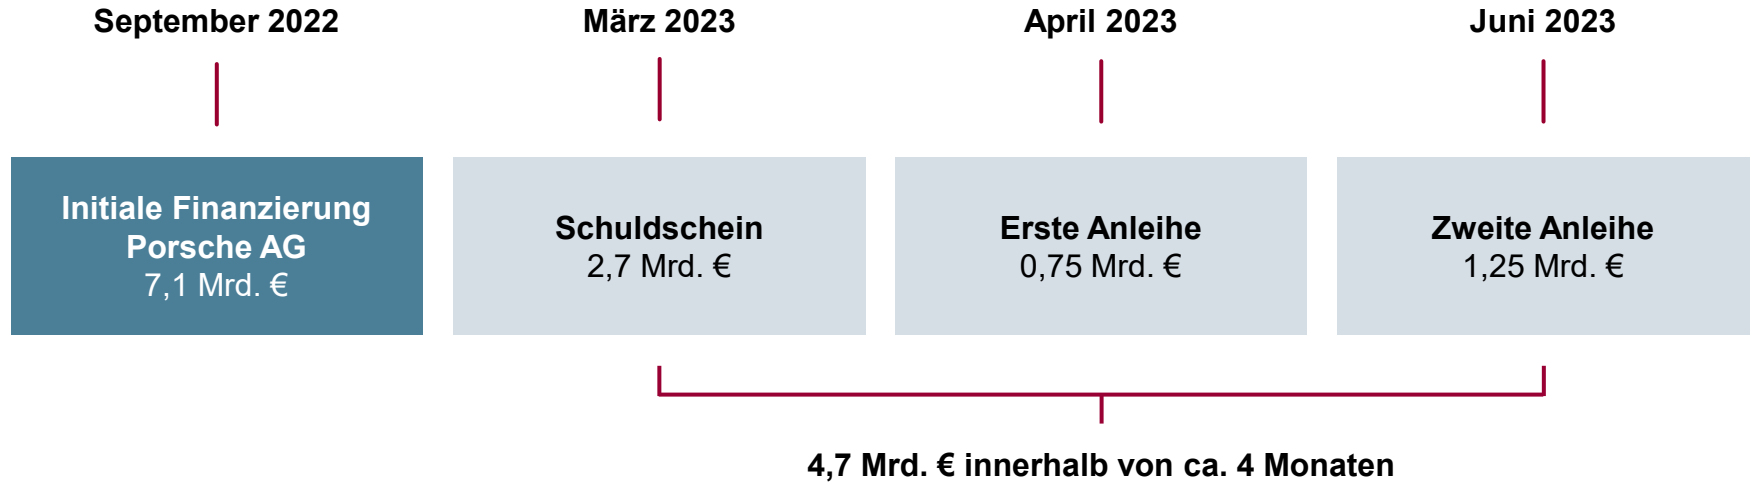 September 2022
März 2023
April 2023
Juni 2023
Initiale Finanzierung
Porsche AG
7,1 Mrd. €
Schuldschein
2,7 Mrd. €
Erste Anleihe
0,75 Mrd. €
Zweite Anleihe
1,25 Mrd. €
4,7 Mrd. € innerhalb von ca. 4 Monaten